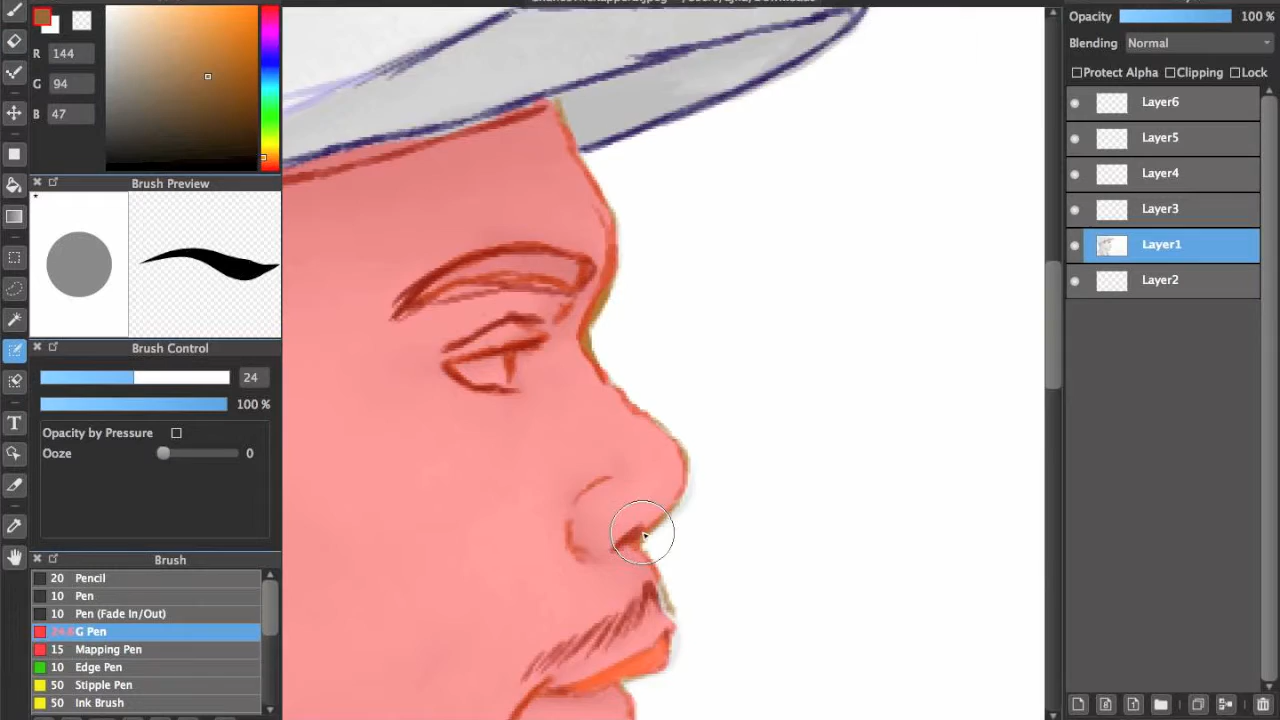 Opacity 100 %
Blending Normal
Protect Alpha Clipping Lock
R 144
G 94
B 47
Layer6
Layer5
Layer4
Layer3
Layer1
Layer2
Brush Preview
Brush Control
24
100 %
Opacity by Pressure
Ooze 0
Brush
20 Pencil
10 Pen
10 Pen (Fade In/Out)
G Pen
15 Mapping Pen
10 Edge Pen
50 Stipple Pen
50 Ink Brush
T